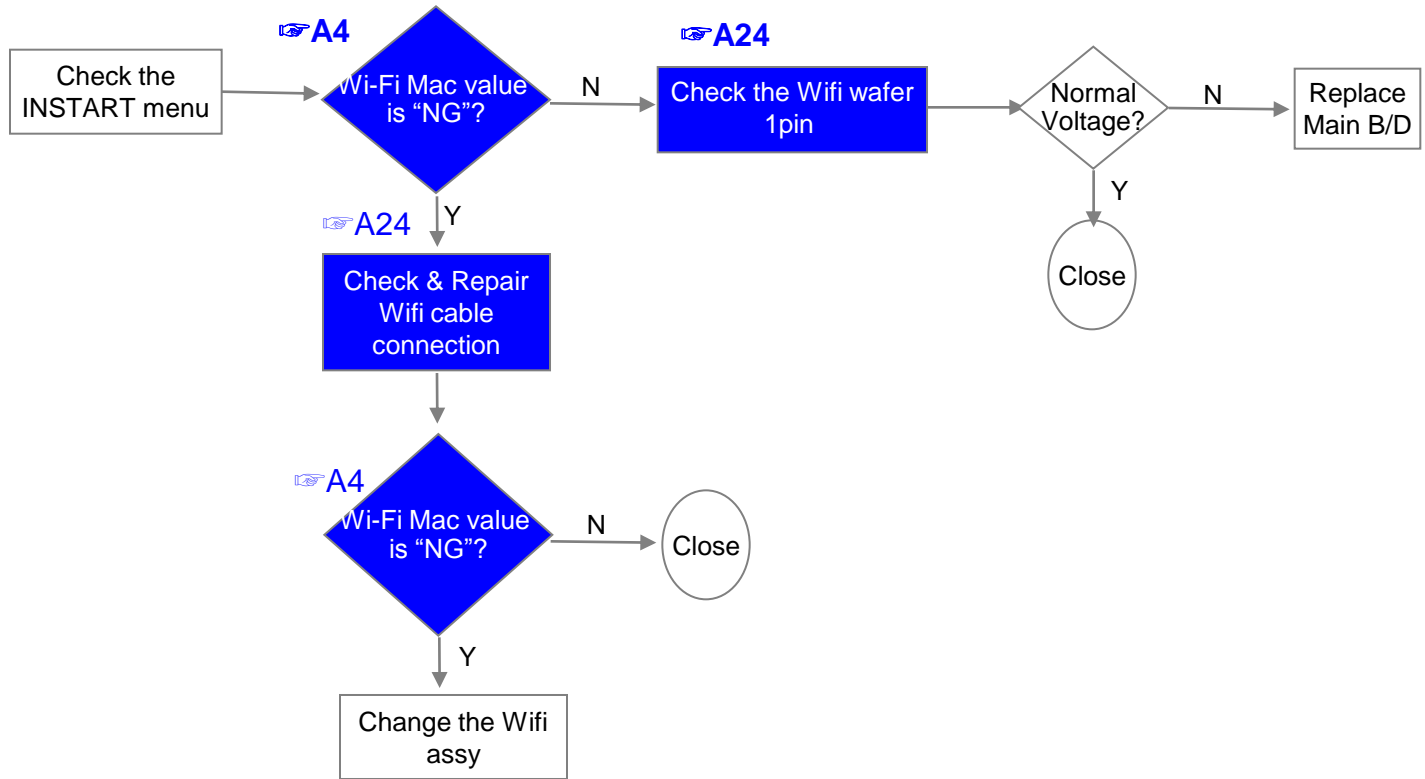 ☞A4
☞A24
Check the
INSTART menu
Wi-Fi Mac value
is “NG”?
N
Check the Wifi wafer
1pin
Normal
Voltage?
N
Replace
Main B/D
Y
☞A24
Y
Close
Check & Repair
Wifi cable
connection
☞A4
Wi-Fi Mac value
is “NG”?
N
Close
Y
Change the Wifi
assy